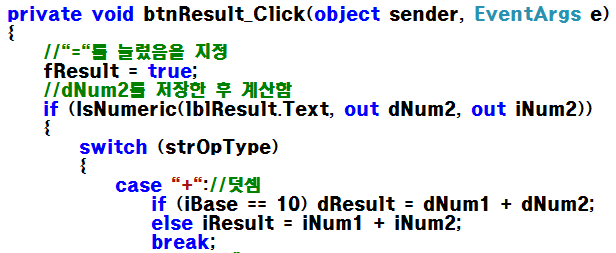 private void btnResult_Click(object sender, EventArgs e)
{
//"="를 눌렀음을 지정
fResult = true;
//dNum2를 저장한 후 계산함
if (IsNumeric(lblResult.Text, out dNum2, out iNum2))
{
switch (strOpType)
{
case "+"://덧셈
if (iBase == 10) dResult = dNum1 + dNum2;
else iResult = iNum1 + iNum2;
break;